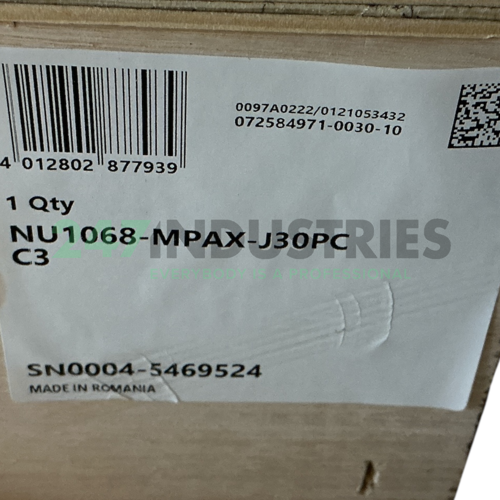 0097A0222/0121053432
072584971-0030-10
4 012802 877939
1 Qty
NU1068-MPAX-J30PC
C3
247 INDUSTRIES
SN0004-5469524
MADE IN ROMANIA